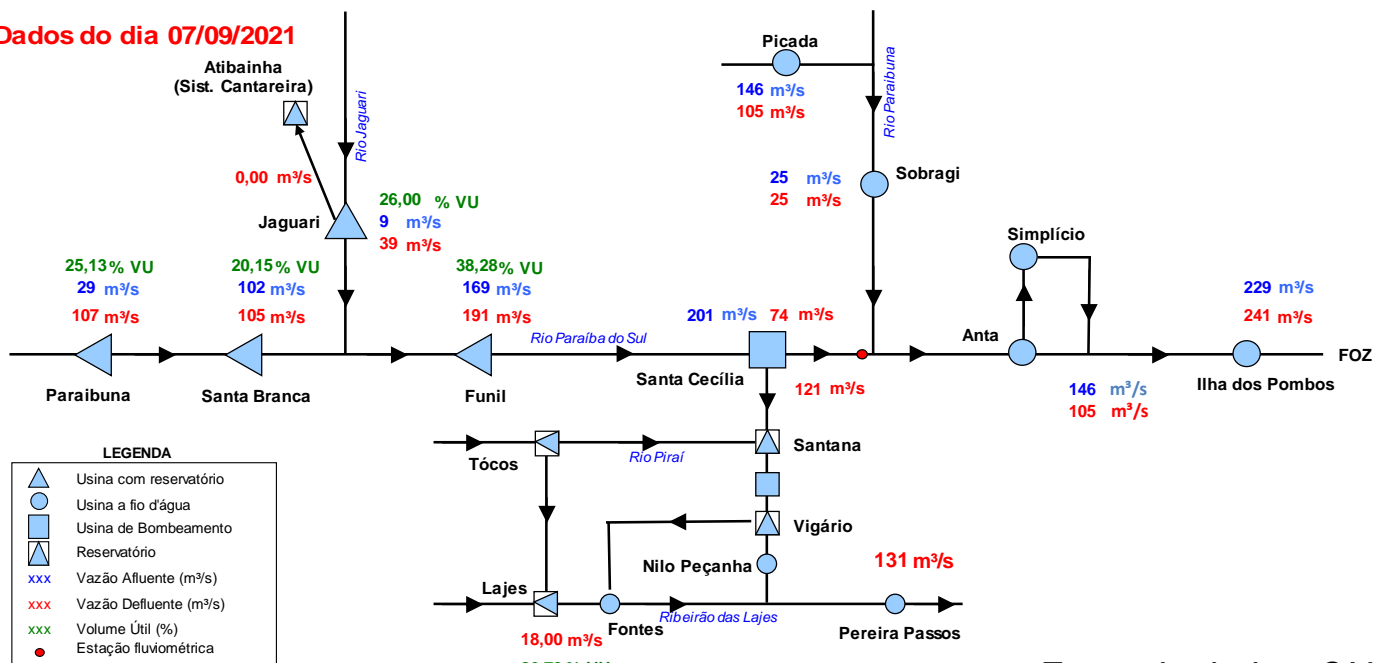 Dados do dia 07/09/2021
Atibainha
(Sist. Cantareira)
Rio Jaguari
0,00 m³/s
Jaguari
26,00 % VU
9 m³/s
39 m³/s
Picada
146 m³/s
105 m³/s
Rio Paraibuna
25 m³/s
25 m³/s
Sobragi
25,13% VU
29 m³/s
107 m³/s
Paraibuna
20,15% VU
102 m³/s
105 m³/s
Santa Branca
38,28% VU
169 m³/s
191 m³/s
Funil
Rio Paraíba do Sul
201 m³/s 74 m³/s
Santa Cecília
121 m³/s
Simplício
Anta
146 m³/s
105 m³/s
229 m³/s
241 m³/s
Ilha dos Pombos
FOZ
Tócos
Rio Piraí
Santana
Vigário
Nilo Peçanha
131 m³/s
Lajes
18,00 m³/s
Fontes
Ribeirão das Lajes
Pereira Passos
LEGENDA
Usina com reservatório
Usina a fio d'água
Usina de Bombeamento
Reservatório
xxx Vazão Afluente (m³/s)
xxx Vazão Defluente (m³/s)
xxx Volume Útil (%)
Estação fluviométrica